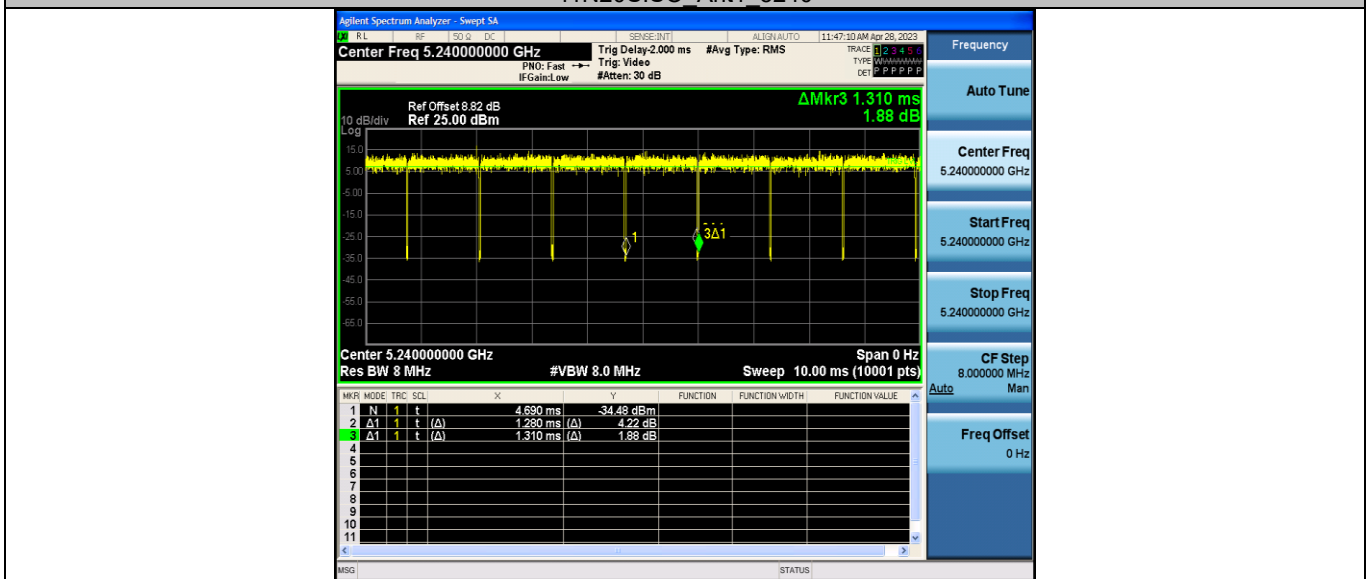 Agilent Spectrum Analyzer - Swept SA
RL RF 50 Ω DC SENSE:INT ALIGNAUTO 11:47:10 AM Apr 28, 2023
Center Freq 5.240000000 GHz
PNO: Fast
IFGain:Low
Trig Delay-2.000 ms
Trig: Video
#Atten: 30 dB
#Avg Type: RMS
TRACE 1 2 3 4 5 6
TYPE WWWWWW
DET P P P P P P
Frequency
Auto Tune
Center Freq
5.240000000 GHz
Start Freq
5.240000000 GHz
Stop Freq
5.240000000 GHz
CF Step
8.000000 MHz
Auto Man
Freq Offset
0 Hz
ΔMkr3 1.310 ms
1.88 dB
Ref Offset 8.82 dB
10 dB/div Ref 25.00 dBm
Log
15.0
5.00
-5.00
-15.0
-25.0
-35.0
-45.0
-55.0
-65.0
1
3Δ1
Center 5.240000000 GHz Span 0 Hz
Res BW 8 MHz #VBW 8.0 MHz Sweep 10.00 ms (10001 pts)
MKR MODE TRC SCL X Y FUNCTION FUNCTION WIDTH FUNCTION VALUE
1 N 1 t 4.690 ms -34.48 dBm
2 Δ1 1 t (Δ) 1.280 ms (Δ) 4.22 dB
3 Δ1 1 t (Δ) 1.310 ms (Δ) 1.88 dB
4
5
6
7
8
9
10
11
MSG STATUS